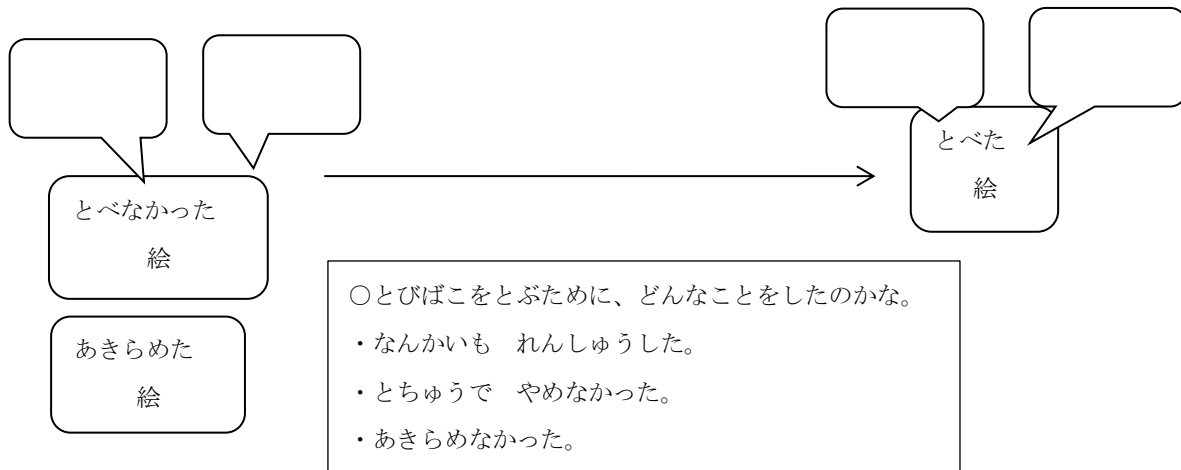 とべなかった
絵
あきらめた
絵
とべた
絵
○とびばこをとぶために、どんなことをしたのかな。
・なんかいも　れんしゅうした。
・とちゅうで　やめなかった。
・あきらめなかった。